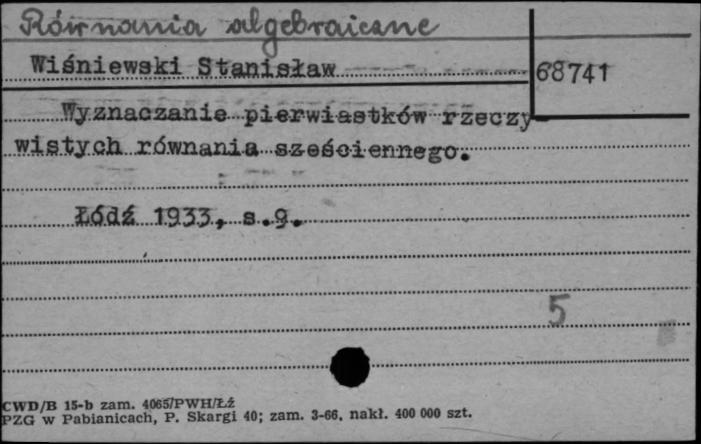 Równania algebraiczne
Wiśniewski Stanisław
68741
Wyznaczanie pierwiastków rzeczy-
wistych równania sześciennego.
Łódź 1933, s.9.
5
CWD/B 15-b zam. 4065/PWH/Łź
PZG w Pabianicach, P. Skargi 40; zam. 3-66, nakł. 400 000 szt.